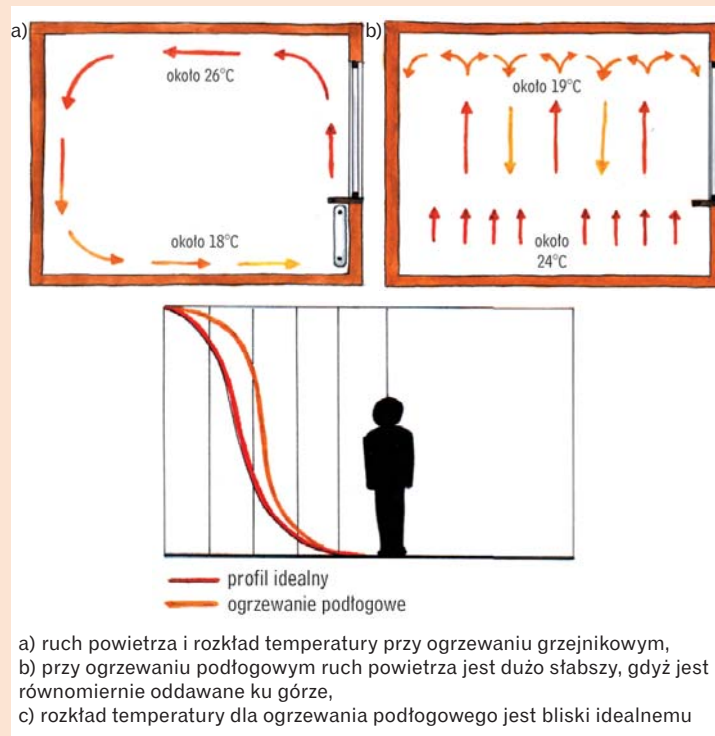 a)
około 26°C
około 18°C
b)
około 19°C
około
24°C
profil idealny
ogrzewanie podłogowe
a) ruch powietrza i rozkład temperatury przy ogrzewaniu grzejnikowym,
b) przy ogrzewaniu podłogowym ruch powietrza jest dużo słabszy, gdyż jest
równomiernie oddawane ku górze,
c) rozkład temperatury dla ogrzewania podłogowego jest bliski idealnemu